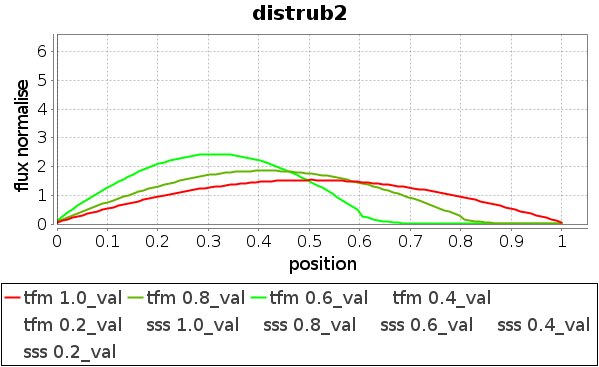 distrub2
flux normalise
6
5
4
3
2
1
0
0 0.1 0.2 0.3 0.4 0.5 0.6 0.7 0.8 0.9 1
position
tfm 1.0_val tfm 0.8_val tfm 0.6_val tfm 0.4_val
tfm 0.2_val sss 1.0_val sss 0.8_val sss 0.6_val sss 0.4_val
sss 0.2_val